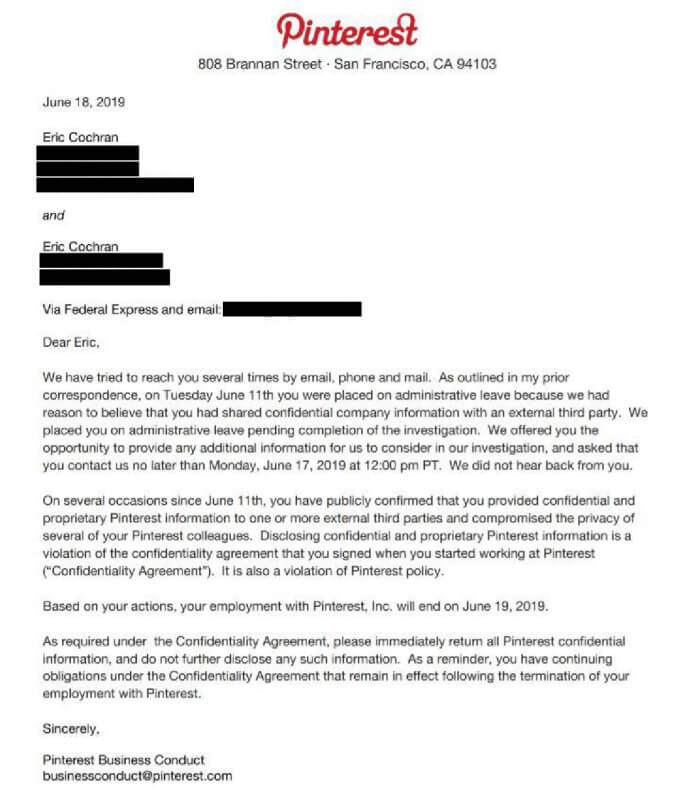 Pinterest
808 Brannan Street · San Francisco, CA 94103
June 18, 2019
Eric Cochran
and
Eric Cochran
Via Federal Express and email:
Dear Eric,
We have tried to reach you several times by email, phone and mail. As outlined in my prior
correspondence, on Tuesday June 11th you were placed on administrative leave because we had
reason to believe that you had shared confidential company information with an external third party. We
placed you on administrative leave pending completion of the investigation. We offered you the
opportunity to provide any additional information for us to consider in our investigation, and asked that
you contact us no later than Monday, June 17, 2019 at 12:00 pm PT. We did not hear back from you.
On several occasions since June 11th, you have publicly confirmed that you provided confidential and
proprietary Pinterest information to one or more external third parties and compromised the privacy of
several of your Pinterest colleagues. Disclosing confidential and proprietary Pinterest information is a
violation of the confidentiality agreement that you signed when you started working at Pinterest
(“Confidentiality Agreement”). It is also a violation of Pinterest policy.
Based on your actions, your employment with Pinterest, Inc. will end on June 19, 2019.
As required under the Confidentiality Agreement, please immediately return all Pinterest confidential
information, and do not further disclose any such information. As a reminder, you have continuing
obligations under the Confidentiality Agreement that remain in effect following the termination of your
employment with Pinterest.
Sincerely,
Pinterest Business Conduct
businessconduct@pinterest.com